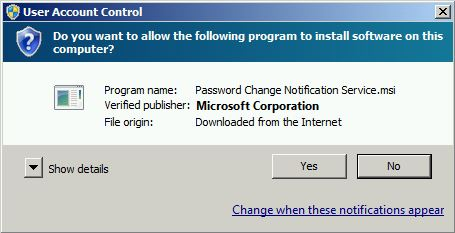 User Account Control
Do you want to allow the following program to install software on this
computer?
Program name: Password Change Notification Service.msi
Verified publisher: Microsoft Corporation
File origin: Downloaded from the Internet
Show details
Yes
No
Change when these notifications appear